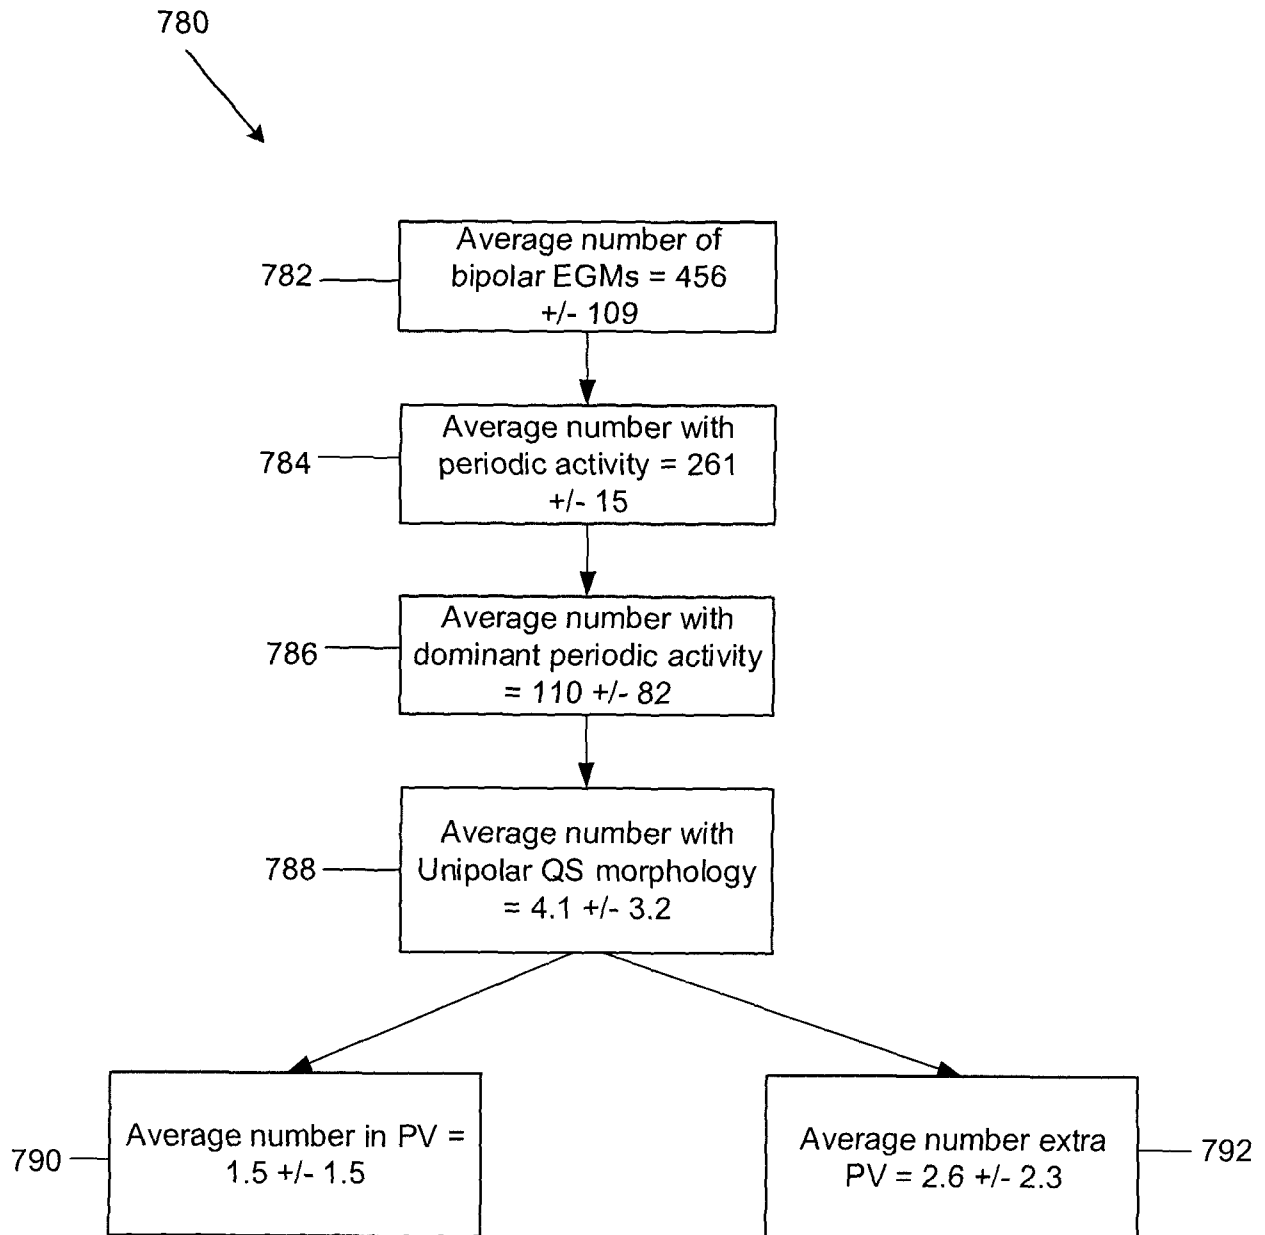 780
782
Average number of
bipolar EGMs = 456
+/- 109
784
Average number with
periodic activity = 261
+/- 15
786
Average number with
dominant periodic activity
= 110 +/- 82
788
Average number with
Unipolar QS morphology
= 4.1 +/- 3.2
790
Average number in PV =
1.5 +/- 1.5
Average number extra
PV = 2.6 +/- 2.3
792